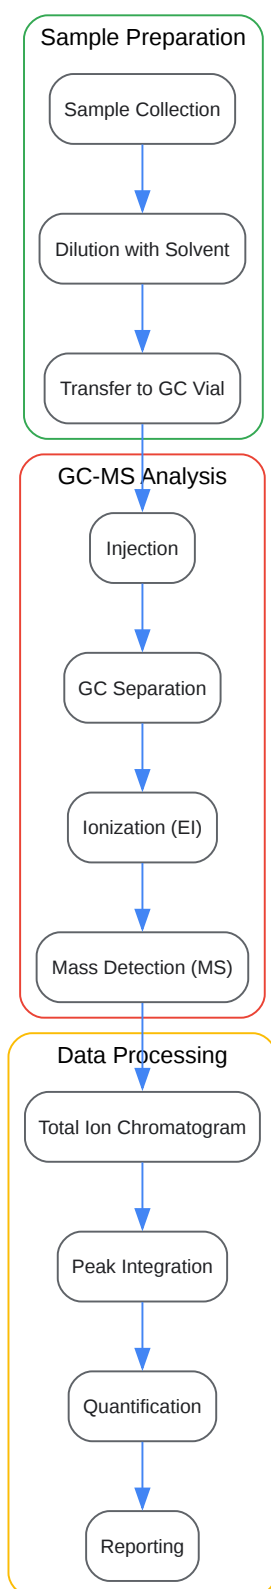 Sample Preparation
Sample Collection
Dilution with Solvent
Transfer to GC Vial
GC-MS Analysis
Injection
GC Separation
Ionization (EI)
Mass Detection (MS)
Data Processing
Total Ion Chromatogram
Peak Integration
Quantification
Reporting